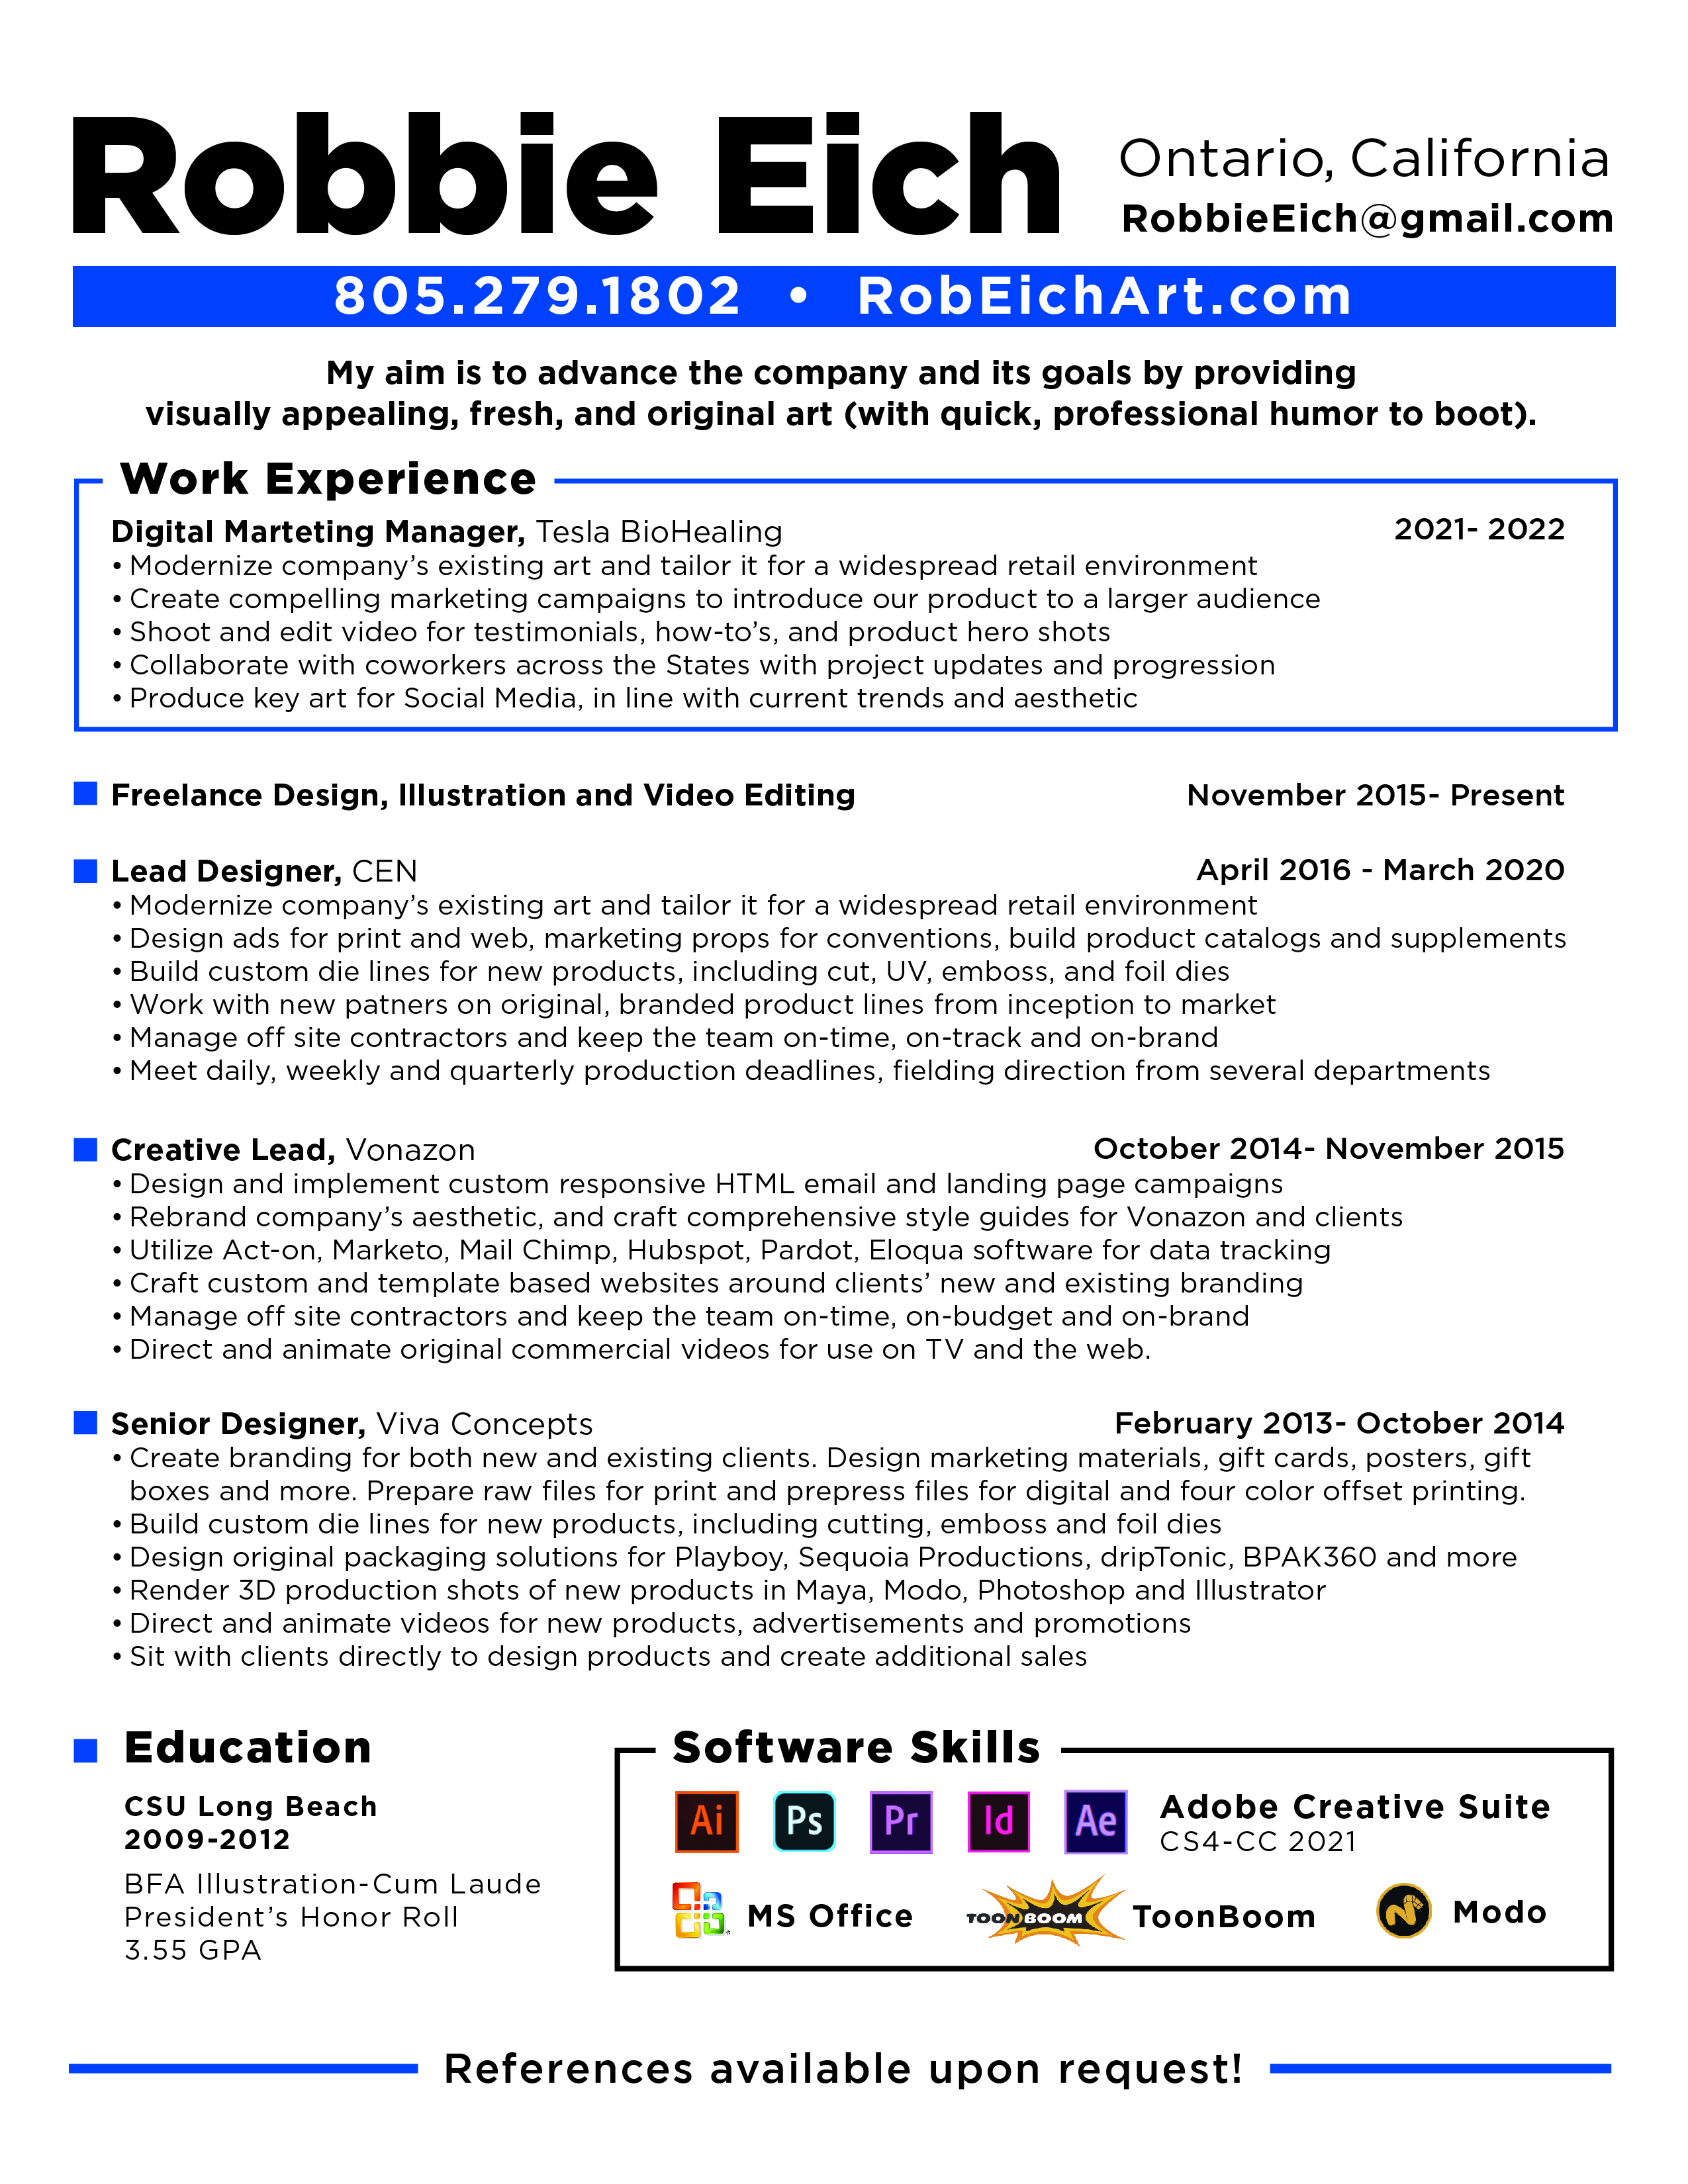 Robbie Eich
Ontario, California
RobbieEich@gmail.com
805.279.1802 • RobEichArt.com
My aim is to advance the company and its goals by providing
visually appealing, fresh, and original art (with quick, professional humor to boot).
Work Experience
Digital Marteting Manager, Tesla BioHealing 2021- 2022
• Modernize company’s existing art and tailor it for a widespread retail environment
• Create compelling marketing campaigns to introduce our product to a larger audience
• Shoot and edit video for testimonials, how-to’s, and product hero shots
• Collaborate with coworkers across the States with project updates and progression
• Produce key art for Social Media, in line with current trends and aesthetic
Freelance Design, Illustration and Video Editing November 2015- Present
Lead Designer, CEN April 2016 - March 2020
• Modernize company’s existing art and tailor it for a widespread retail environment
• Design ads for print and web, marketing props for conventions, build product catalogs and supplements
• Build custom die lines for new products, including cut, UV, emboss, and foil dies
• Work with new patners on original, branded product lines from inception to market
• Manage off site contractors and keep the team on-time, on-track and on-brand
• Meet daily, weekly and quarterly production deadlines, fielding direction from several departments
Creative Lead, Vonazon October 2014- November 2015
• Design and implement custom responsive HTML email and landing page campaigns
• Rebrand company’s aesthetic, and craft comprehensive style guides for Vonazon and clients
• Utilize Act-on, Marketo, Mail Chimp, Hubspot, Pardot, Eloqua software for data tracking
• Craft custom and template based websites around clients’ new and existing branding
• Manage off site contractors and keep the team on-time, on-budget and on-brand
• Direct and animate original commercial videos for use on TV and the web.
Senior Designer, Viva Concepts February 2013- October 2014
• Create branding for both new and existing clients. Design marketing materials, gift cards, posters, gift
boxes and more. Prepare raw files for print and prepress files for digital and four color offset printing.
• Build custom die lines for new products, including cutting, emboss and foil dies
• Design original packaging solutions for Playboy, Sequoia Productions, dripTonic, BPAK360 and more
• Render 3D production shots of new products in Maya, Modo, Photoshop and Illustrator
• Direct and animate videos for new products, advertisements and promotions
• Sit with clients directly to design products and create additional sales
Education
CSU Long Beach
2009-2012
BFA Illustration-Cum Laude
President’s Honor Roll
3.55 GPA
Software Skills
Ai Ps Pr Id Ae Adobe Creative Suite
CS4-CC 2021
MS Office TOON BOOM ToonBoom Modo
References available upon request!